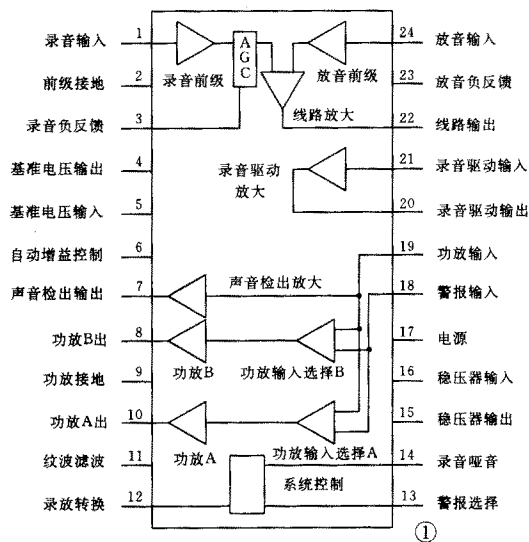 录音输入 1
前级接地 2
录音负反馈 3
基准电压输出 4
基准电压输入 5
自动增益控制 6
声音检出输出 7
功放B出 8
功放接地 9
功放A出 10
纹波滤波 11
录放转换 12
AGC
录音前级
放音前级
线路放大
录音驱动
放大
声音检出放大
功放B
功放输入选择B
功放A
功放输入选择A
系统控制
24 放音输入
23 放音负反馈
22 线路输出
21 录音驱动输入
20 录音驱动输出
19 功放输入
18 警报输入
17 电源
16 稳压器输入
15 稳压器输出
14 录音哑音
13 警报选择
①